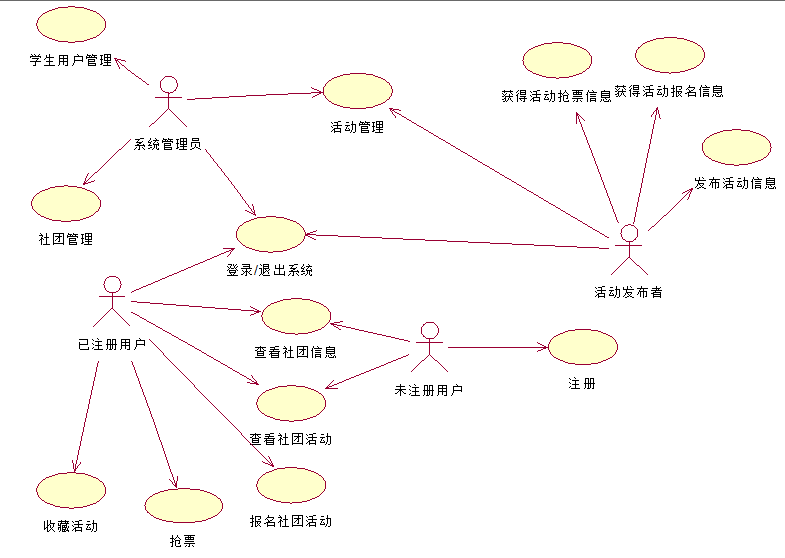 学生用户管理
获得活动抢票信息
获得活动报名信息
活动管理
系统管理员
发布活动信息
社团管理
登录/退出系统
活动发布者
已注册用户
查看社团信息
未注册用户
注册
查看社团活动
收藏活动
报名社团活动
抢票